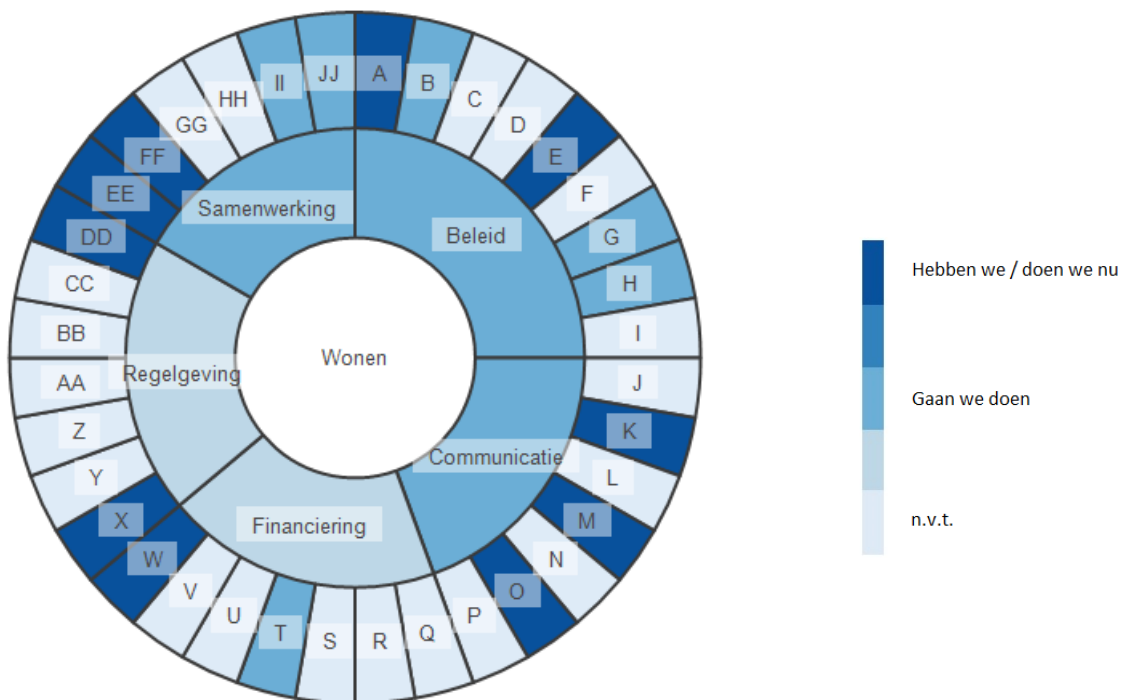 A
B
C
D
E
F
G
H
I
J
K
L
M
N
O
P
Q
R
S
T
U
V
W
X
Y
Z
AA
BB
CC
DD
EE
FF
GG
HH
II
JJ
Samenwerking
Beleid
Wonen
Regelgeving
Communicatie
Financiering
Hebben we / doen we nu
Gaan we doen
n.v.t.